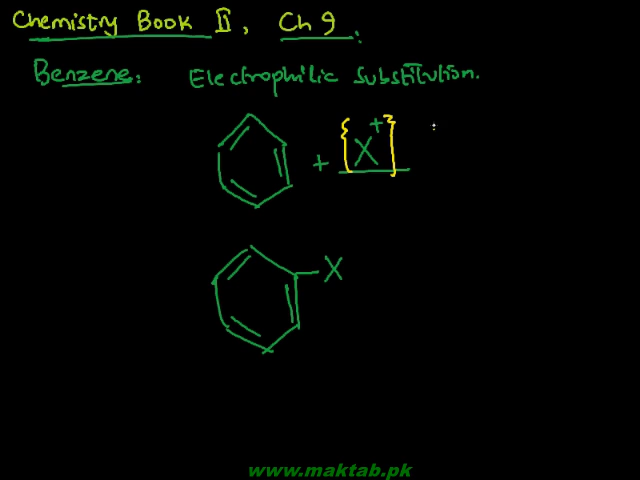 Chemistry Book II, Ch 9:
Benzene: Electrophilic Substitution.
+ {X+}
X
www.maktab.pk